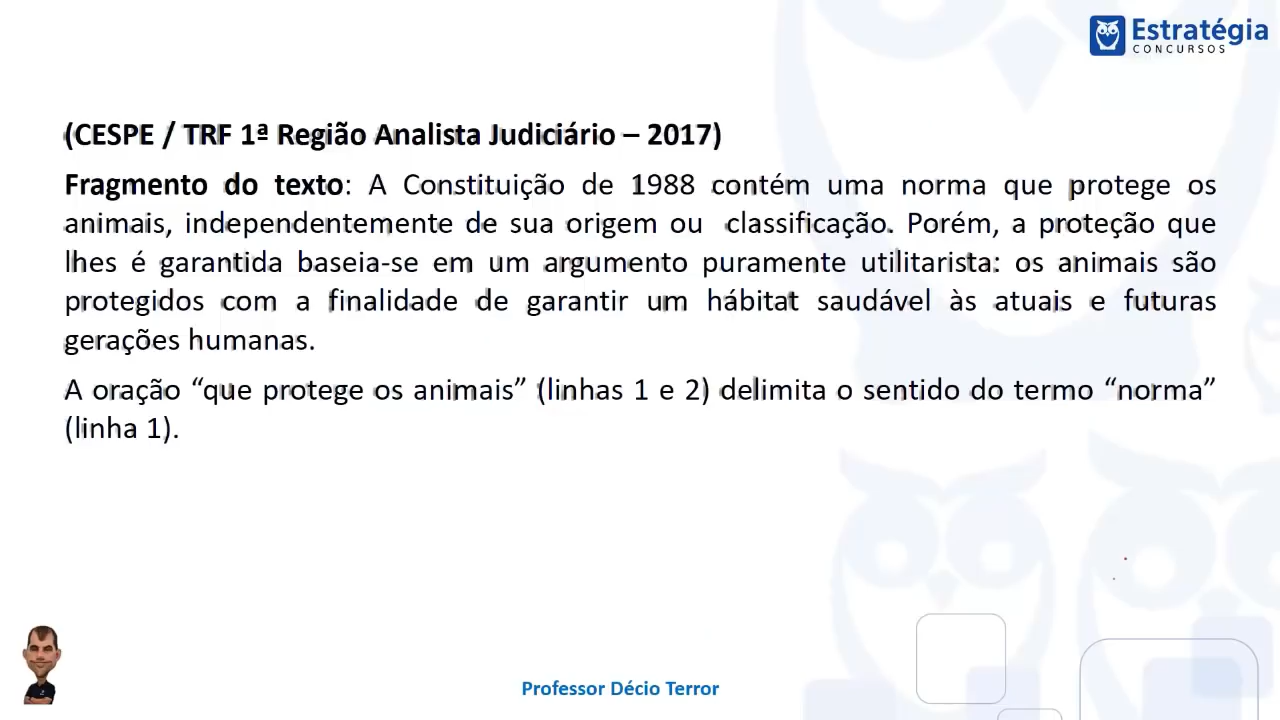 Estratégia
CONCURSOS
(CESPE / TRF 1ª Região Analista Judiciário – 2017)
Fragmento do texto: A Constituição de 1988 contém uma norma que protege os
animais, independentemente de sua origem ou classificação. Porém, a proteção que
lhes é garantida baseia-se em um argumento puramente utilitarista: os animais são
protegidos com a finalidade de garantir um hábitat saudável às atuais e futuras
gerações humanas.
A oração “que protege os animais” (linhas 1 e 2) delimita o sentido do termo “norma”
(linha 1).
Professor Décio Terror